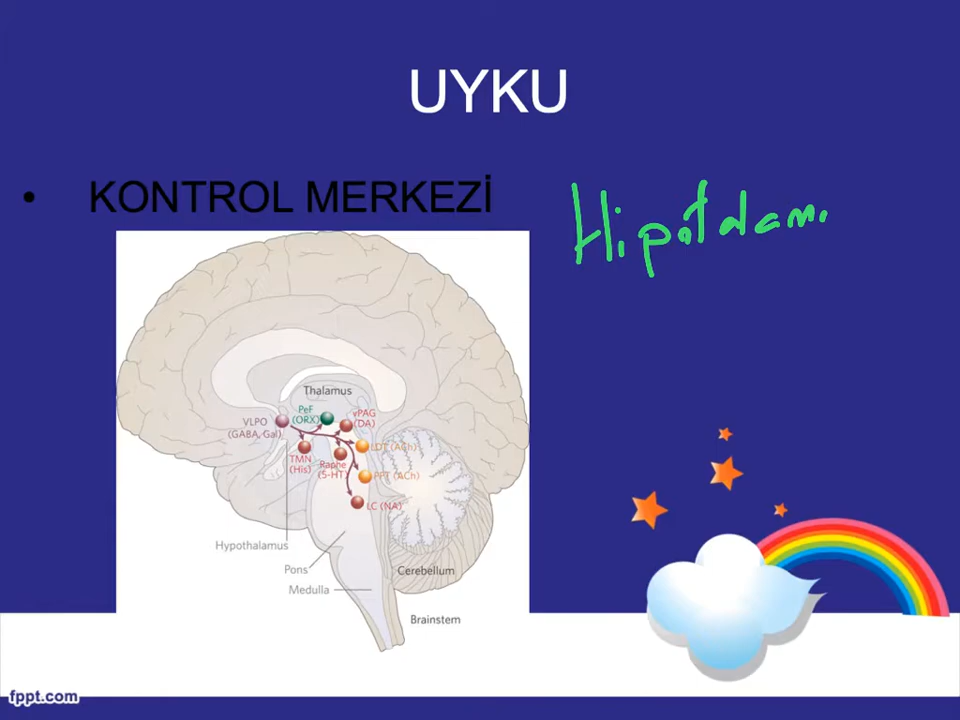 UYKU
• KONTROL MERKEZİ
Hipotalam.
Thalamus
PeF
(ORX)
vPAG
(DA)
VLPO
(GABA, Gal)
LDT (ACh)
TMN
(His)
Raphe
(5-HT)
PPT (ACh)
LC (NA)
Hypothalamus
Pons
Cerebellum
Medulla
Brainstem
fppt.com